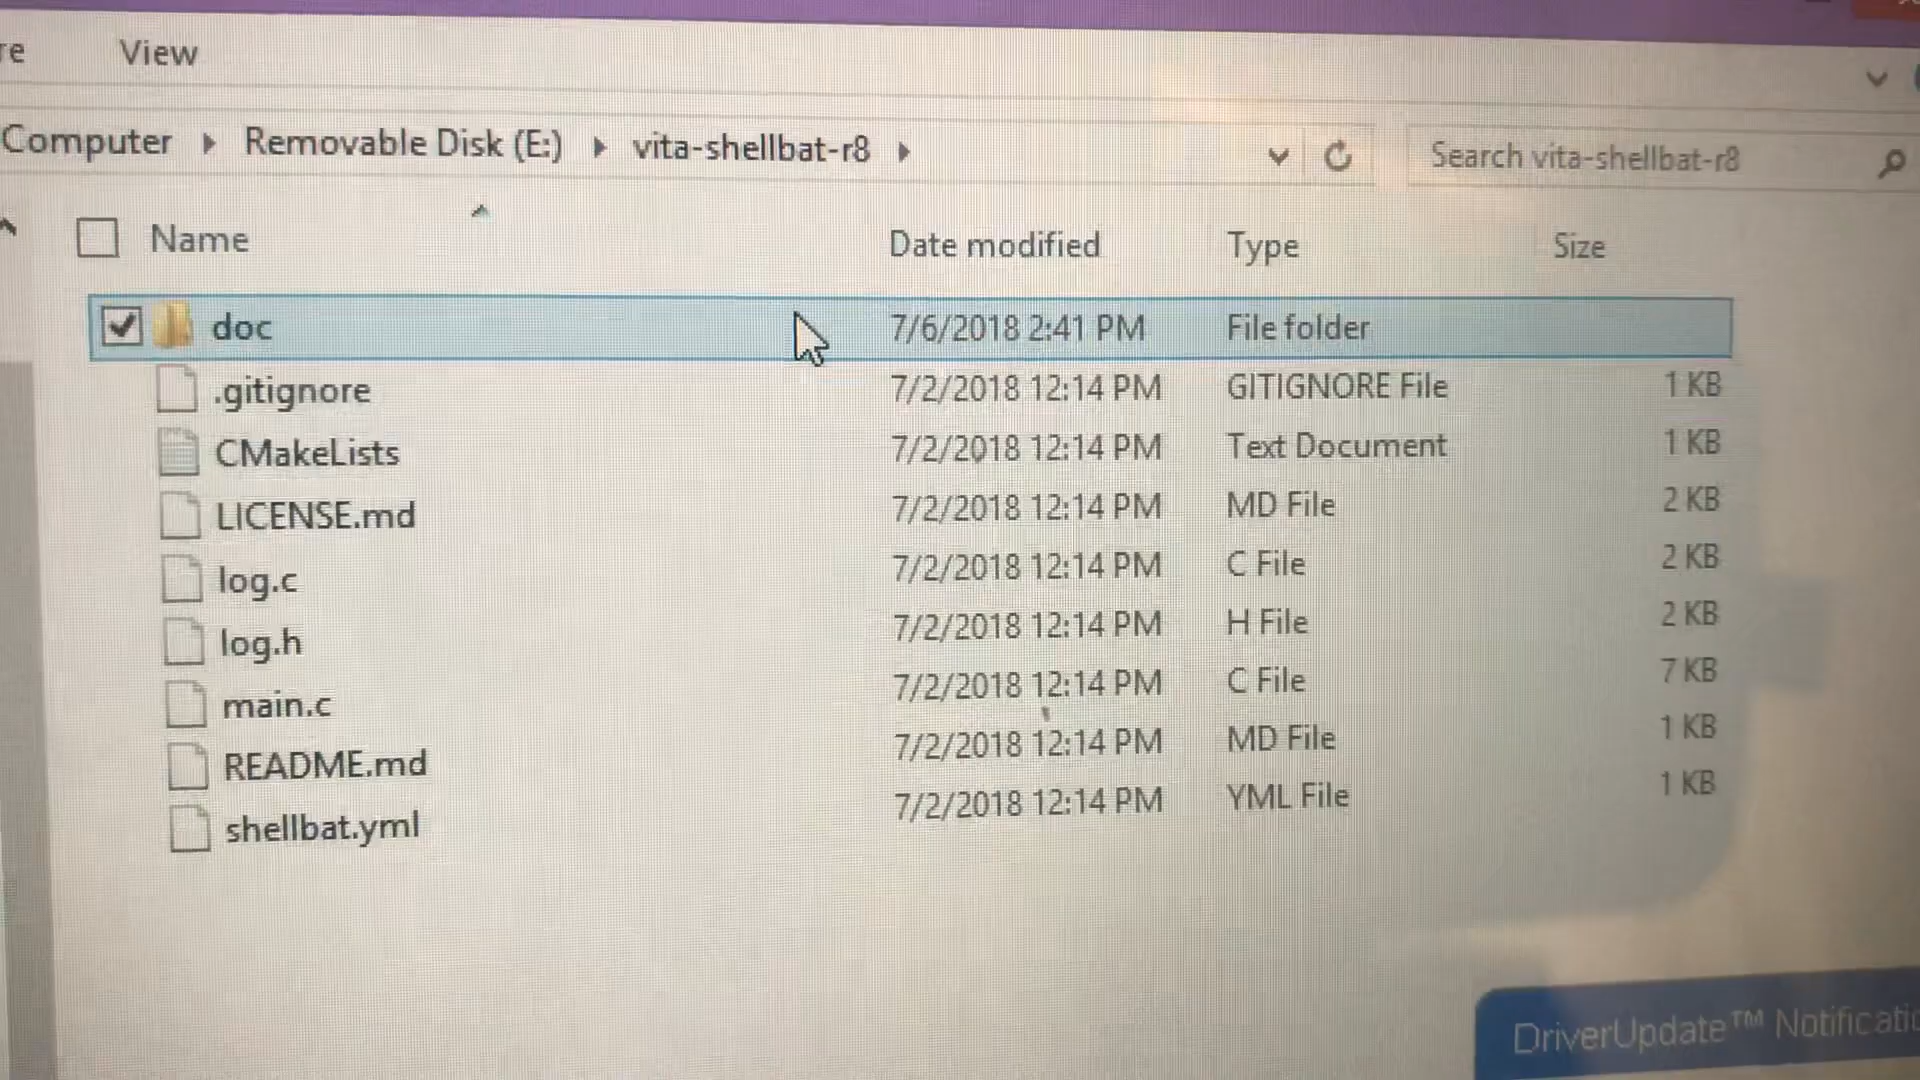 re View
Computer Removable Disk (E:) vita-shellbat-r8 Search vita-shellbat-r8
Name Date modified Type Size
doc 7/6/2018 2:41 PM File folder
.gitignore 7/2/2018 12:14 PM GITIGNORE File 1 KB
CMakeLists 7/2/2018 12:14 PM Text Document 1 KB
LICENSE.md 7/2/2018 12:14 PM MD File 2 KB
log.c 7/2/2018 12:14 PM C File 2 KB
log.h 7/2/2018 12:14 PM H File 2 KB
main.c 7/2/2018 12:14 PM C File 7 KB
README.md 7/2/2018 12:14 PM MD File 1 KB
shellbat.yml 7/2/2018 12:14 PM YML File 1 KB
DriverUpdate™ Notificatio